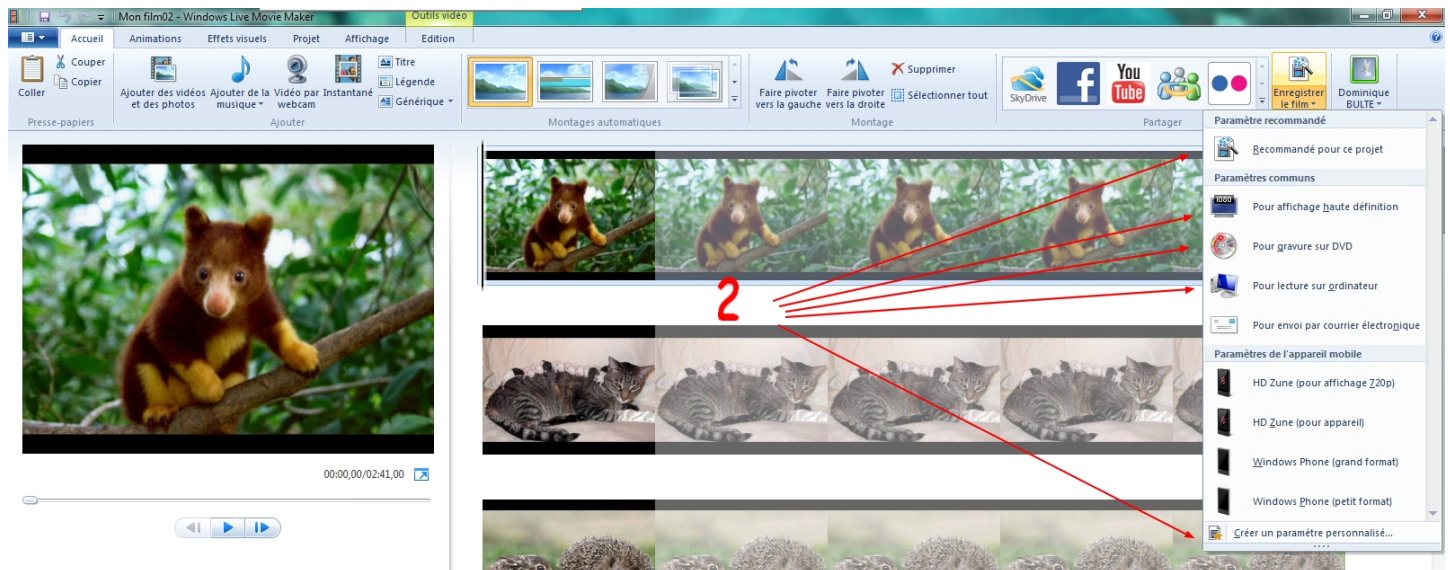 Mon film02 - Windows Live Movie Maker
Outils vidéo
Accueil
Animations
Effets visuels
Projet
Affichage
Edition
Coller
Couper
Copier
Presse-papiers
Ajouter des vidéos
et des photos
Ajouter de la
musique
Vidéo par
webcam
Instantané
Titre
Légende
Générique
Ajouter
Montages automatiques
Faire pivoter
vers la gauche
Faire pivoter
vers la droite
Supprimer
Sélectionner tout
Montage
SkyDrive
You
Tube
Partager
Enregistrer
le film
Dominique
BULTE
Paramètre recommandé
Recommandé pour ce projet
Paramètres communs
1080
Pour affichage haute définition
Pour gravure sur DVD
Pour lecture sur ordinateur
Pour envoi par courrier électronique
Paramètres de l'appareil mobile
HD Zune (pour affichage 720p)
HD Zune (pour appareil)
Windows Phone (grand format)
Windows Phone (petit format)
Créer un paramètre personnalisé...
2
00:00,00/02:41,00